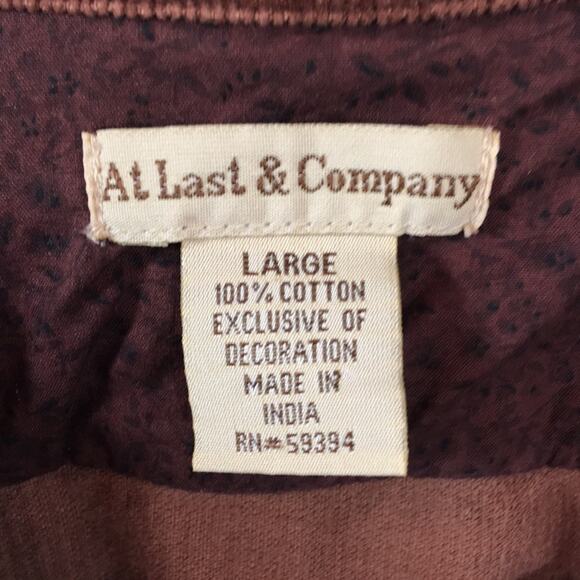 At Last & Company
LARGE
100% COTTON
EXCLUSIVE OF
DECORATION
MADE IN
INDIA
RN#59394